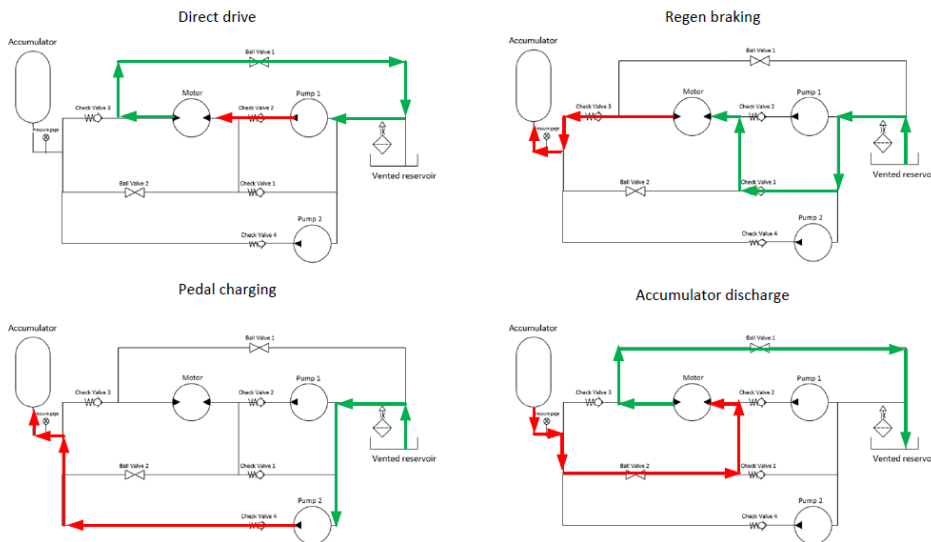 Direct drive
Accumulator
Ball Valve 1
Check Valve 3
Motor
Check Valve 2
Pump 1
Vented reservoir
Ball Valve 2
Check Valve 1
Pump 2
Check Valve 4
Regen braking
Accumulator
Ball Valve 1
Check Valve 3
Motor
Check Valve 2
Pump 1
Vented reservoir
Ball Valve 2
Check Valve 1
Pump 2
Check Valve 4
Pedal charging
Accumulator
Ball Valve 1
Check Valve 3
Motor
Check Valve 2
Pump 1
Vented reservoir
Ball Valve 2
Check Valve 1
Pump 2
Check Valve 4
Accumulator discharge
Accumulator
Ball Valve 1
Check Valve 3
Motor
Check Valve 2
Pump 1
Vented reservoir
Ball Valve 2
Check Valve 1
Pump 2
Check Valve 4